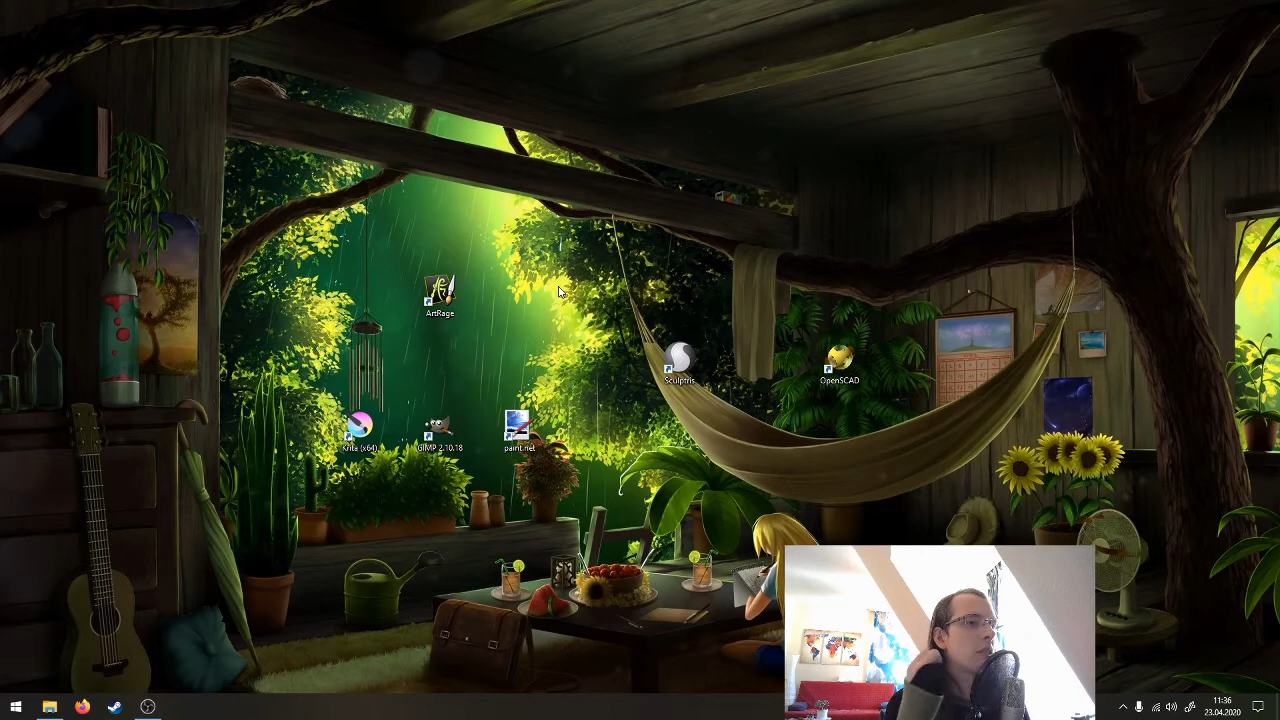 ArtRage
Sculptris
OpenSCAD
Krita (x64)
GIMP 2.10.18
paint.net
11:36
23.04.2020